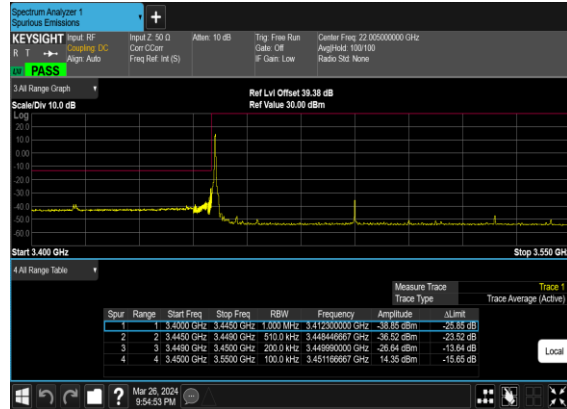 Spectrum Analyzer 1
Spurious Emissions
+
KEYSIGHT Input: RF Input Z: 50 Ω Atten: 10 dB Trig: Free Run Center Freq: 22.005000000 GHz
R T Coupling: DC Corr CCorr Gate: Off Avg|Hold: 100/100
Align: Auto Freq Ref: Int (S) IF Gain: Low Radio Std: None
PASS
3 All Range Graph
Ref Lvl Offset 39.38 dB
Scale/Div 10.0 dB Ref Value 30.00 dBm
Log
20.0
10.0
0.00
-10.0
-20.0
-30.0
-40.0
-50.0
-60.0
Start 3.400 GHz Stop 3.550 GH
4 All Range Table
Measure Trace Trace 1
Trace Type Trace Average (Active)
Spur Range Start Freq Stop Freq RBW Frequency Amplitude ΔLimit
1 1 3.4000 GHz 3.4450 GHz 1.000 MHz 3.412300000 GHz -38.85 dBm -25.85 dB
2 2 3.4450 GHz 3.4490 GHz 510.0 kHz 3.448446667 GHz -36.52 dBm -23.52 dB
3 3 3.4490 GHz 3.4500 GHz 200.0 kHz 3.449990000 GHz -26.64 dBm -13.64 dB
4 4 3.4500 GHz 3.5500 GHz 100.0 kHz 3.451166667 GHz 14.35 dBm -15.65 dB
Local
?
Mar 26, 2024
9:54:53 PM